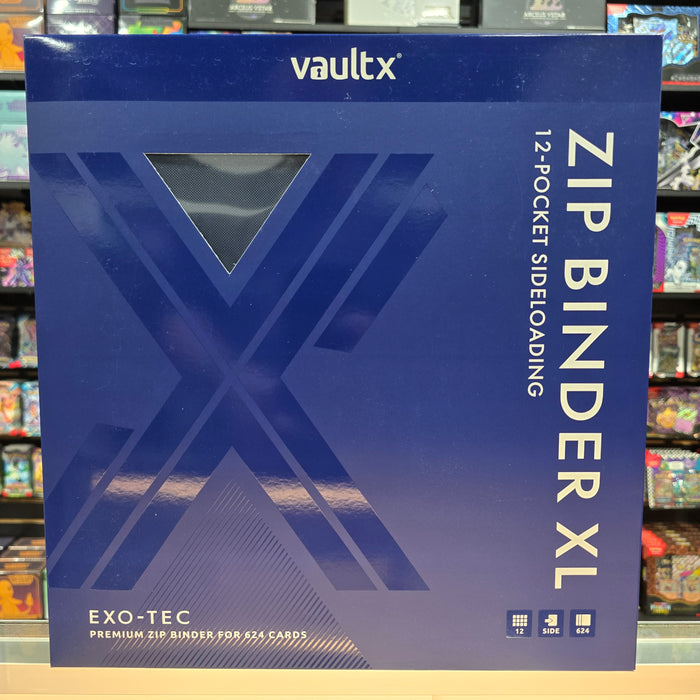 vaultx®
ZIP BINDER XL
12-POCKET SIDELOADING
EXO-TEC
PREMIUM ZIP BINDER FOR 624 CARDS
12
SIDE
624